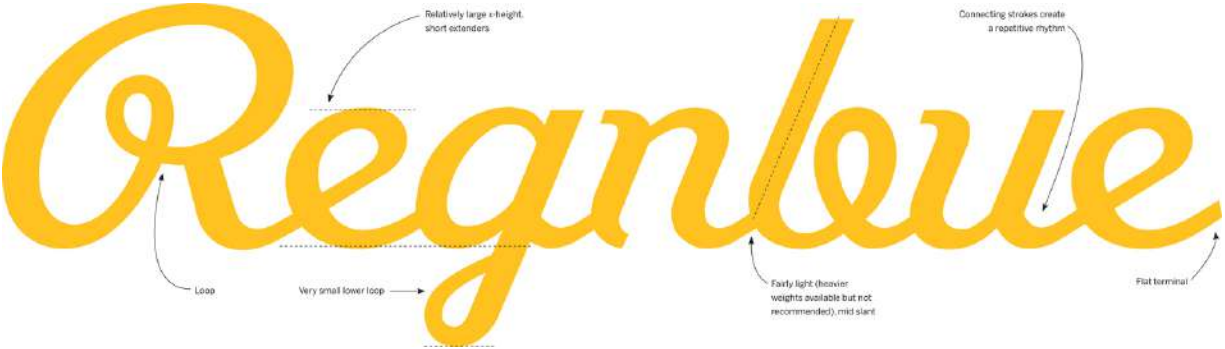 Relatively large x-height,
short extenders
Connecting strokes create
a repetitive rhythm
Regnbue
Loop
Very small lower loop
Fairly light (heavier
weights available but not
recommended), mid slant
Flat terminal